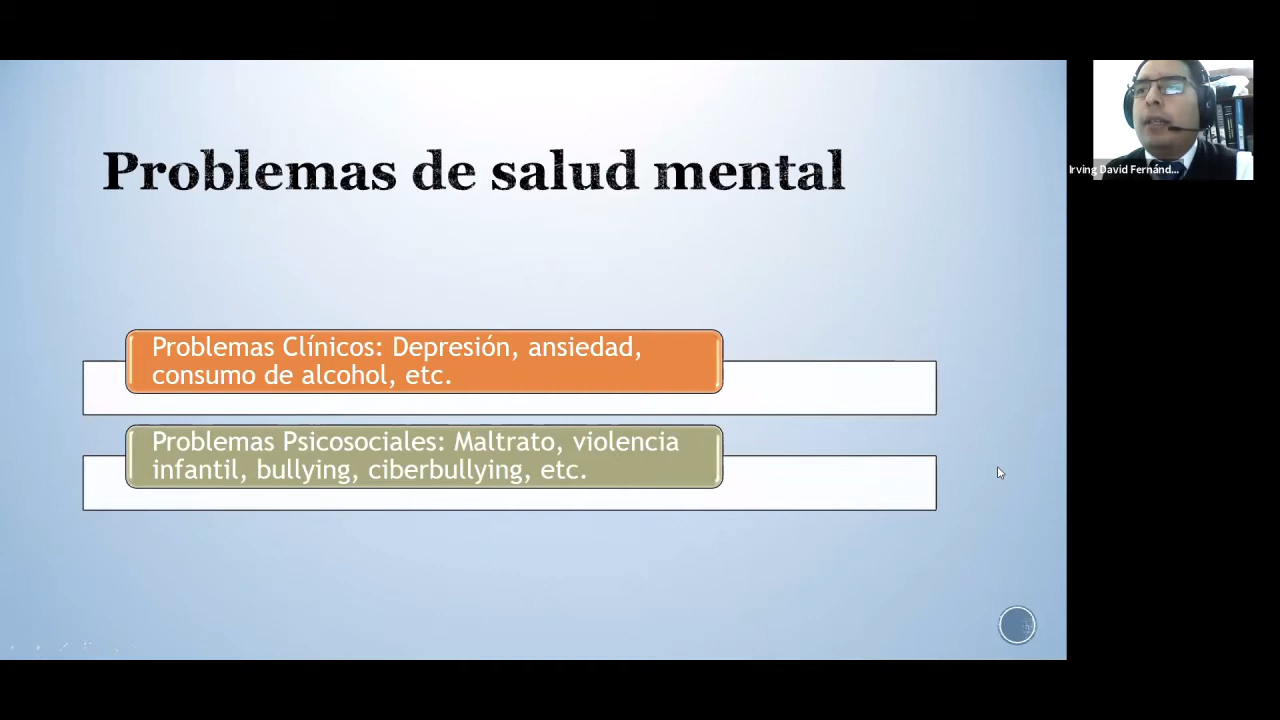 Problemas de salud mental
Problemas Clínicos: Depresión, ansiedad,
consumo de alcohol, etc.
Problemas Psicosociales: Maltrato, violencia
infantil, bullying, ciberbullying, etc.
Irving David Fernánd...